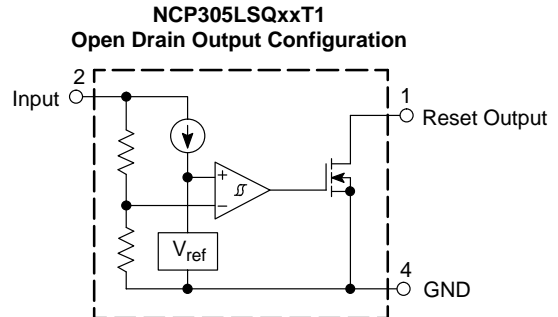 NCP305LSQxxT1
Open Drain Output Configuration
2
Input
1
Reset Output
+
−
Vref
4
GND